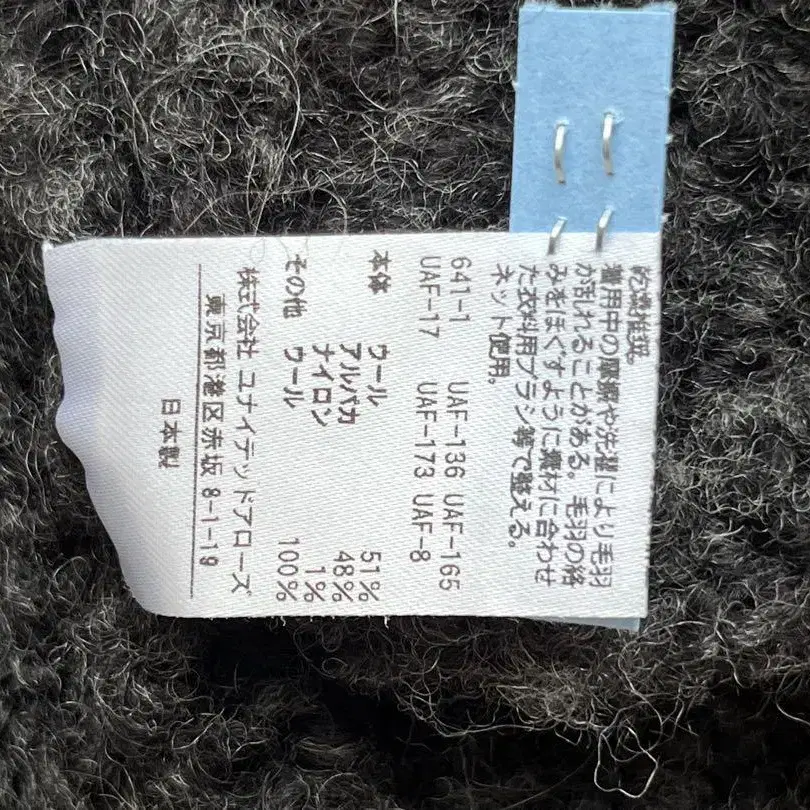 乾燥推奨。
着用中の摩擦や洗濯により毛羽
が乱れることがある。毛羽の絡
みをほぐすように素材に合わせ
た衣料用ブラシ等で整える。
ネット使用。
641-1 UAF-136 UAF-165
UAF-17 UAF-173 UAF-8
本体 ウール 51%
アルパカ 48%
ナイロン 1%
その他 ウール 100%
株式会社 ユナイテッドアローズ
東京都港区赤坂 8-1-19
日本製